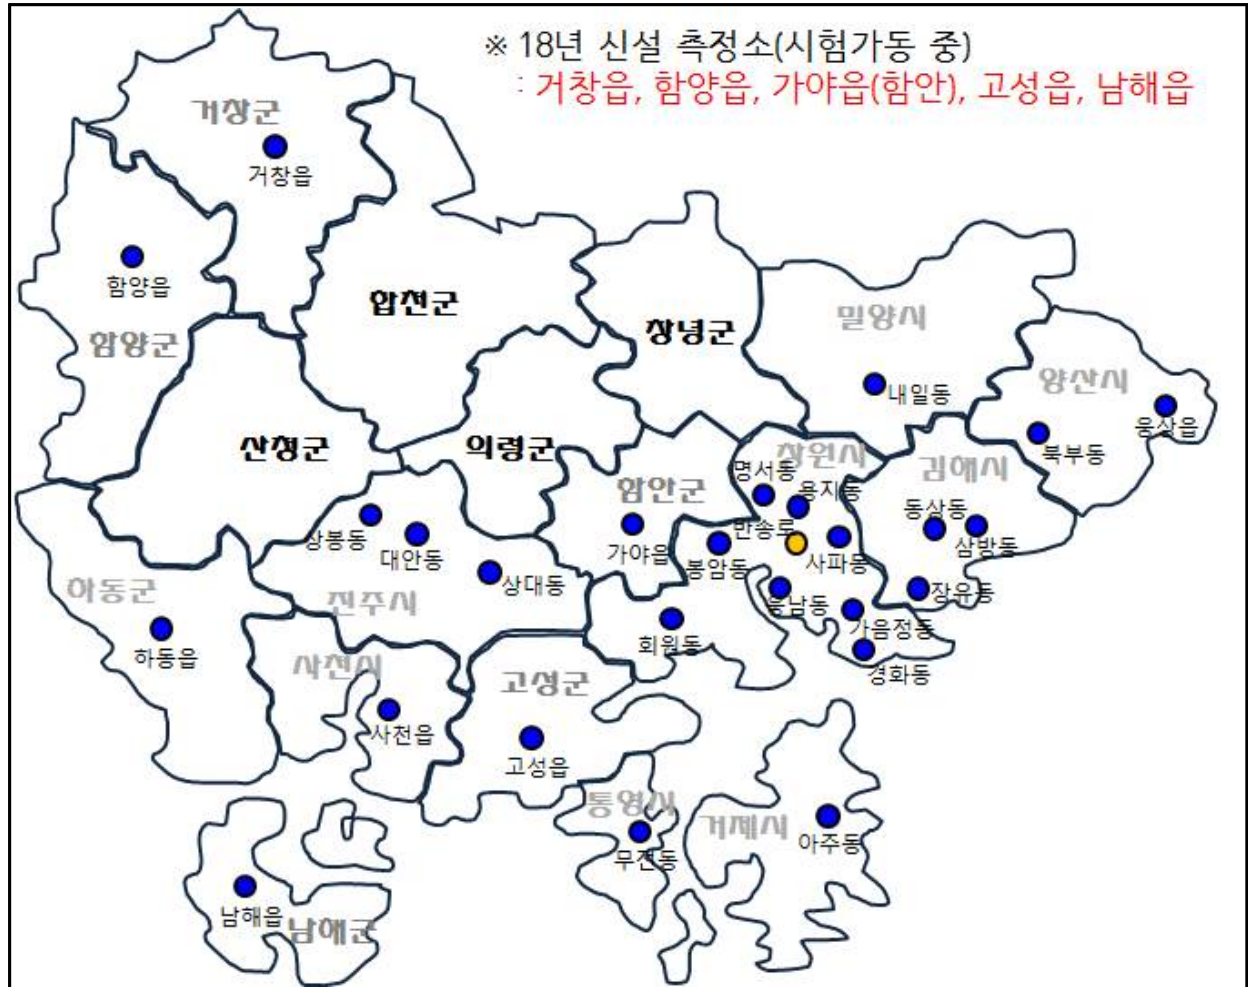 ※ 18년 신설 측정소(시험가동 중)
: 거창읍, 함양읍, 가야읍(함안), 고성읍, 남해읍
거창군
거창읍
함양읍
함양군
합천군
창녕군
밀양시
내일동
양산시
웅상읍
북부동
산청군
의령군
함안군
가야읍
창원시
명서동
용지동
반송로
봉암동
사파동
웅남동
가음정동
경화동
회원동
김해시
동상동
삼방동
장유동
상봉동
대안동
상대동
진주시
하동군
하동읍
사천시
사천읍
고성군
고성읍
통영시
무전동
거제시
아주동
남해읍
남해군